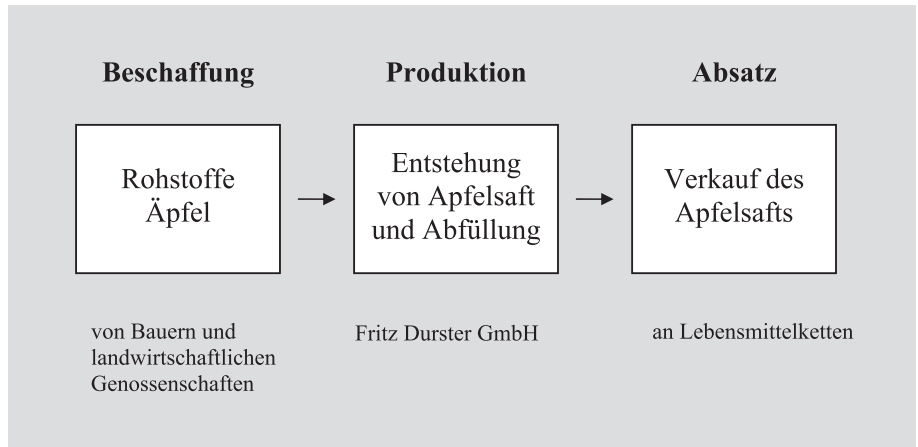 Beschaffung
Produktion
Absatz
Rohstoffe
Äpfel
Entstehung
von Apfelsaft
und Abfüllung
Verkauf des
Apfelsafts
von Bauern und
landwirtschaftlichen
Genossenschaften
Fritz Durster GmbH
an Lebensmittelketten